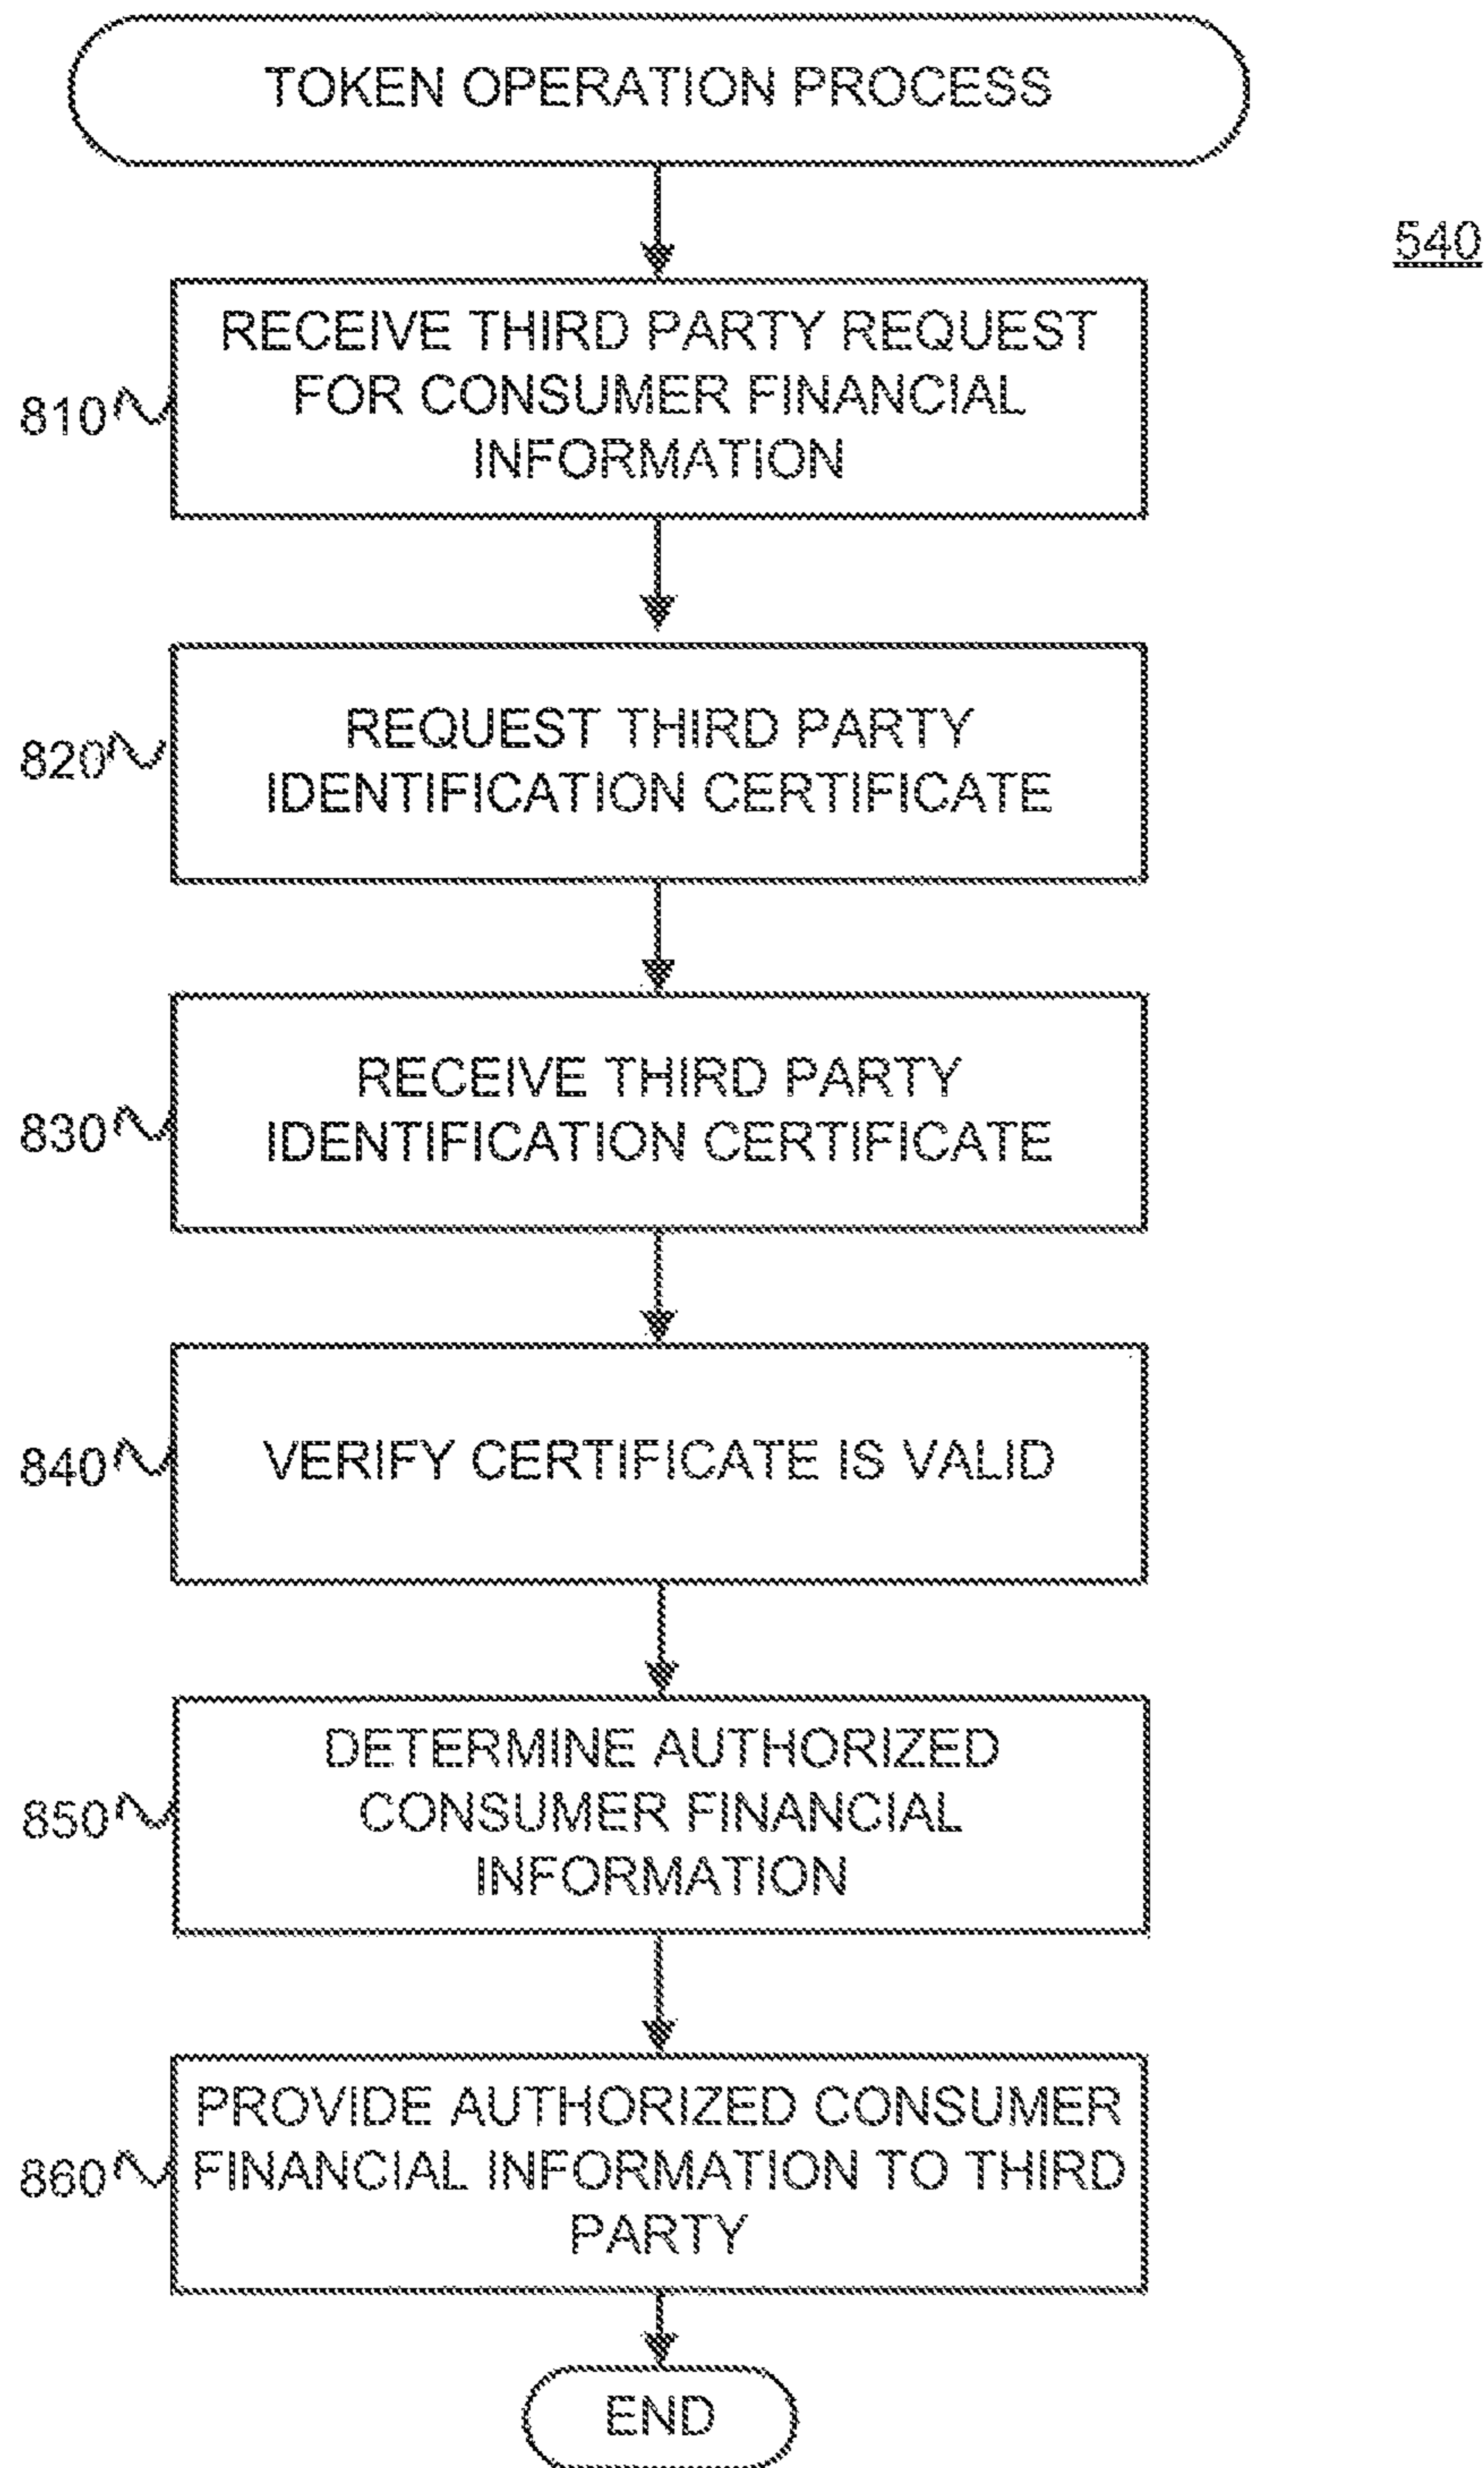 TOKEN OPERATION PROCESS
540
RECEIVE THIRD PARTY REQUEST
FOR CONSUMER FINANCIAL
INFORMATION
810
REQUEST THIRD PARTY
IDENTIFICATION CERTIFICATE
820
RECEIVE THIRD PARTY
IDENTIFICATION CERTIFICATE
830
VERIFY CERTIFICATE IS VALID
840
DETERMINE AUTHORIZED
CONSUMER FINANCIAL
INFORMATION
850
PROVIDE AUTHORIZED CONSUMER
FINANCIAL INFORMATION TO THIRD
PARTY
860
END